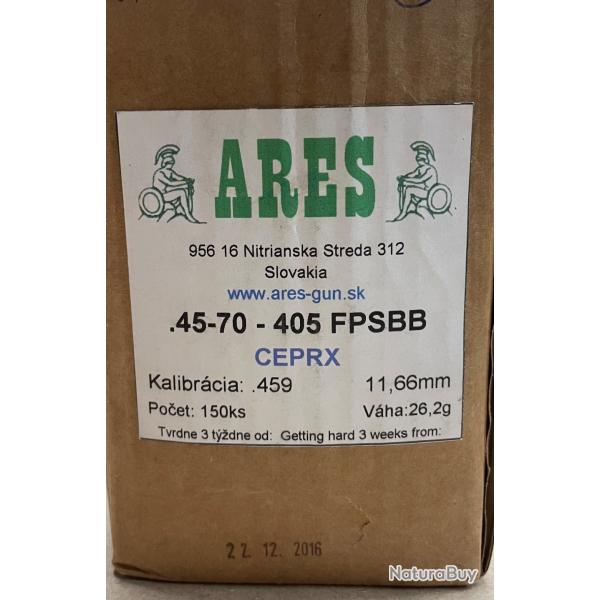 ARES
956 16 Nitrianska Streda 312
Slovakia
www.ares-gun.sk
.45-70 - 405 FPSBB
CEPRX
Kalibrácia: .459 11,66mm
Počet: 150ks Váha:26,2g
Tvrdne 3 týždne od: Getting hard 3 weeks from:
22. 12. 2016
NaturaBuy